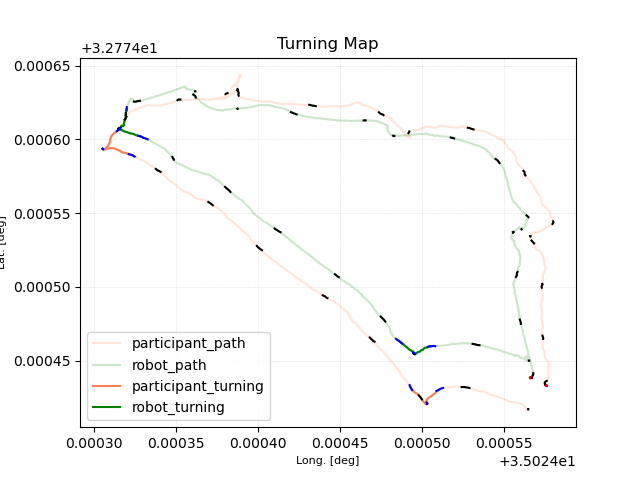 Turning Map
+3.2774e1
0.00065
0.00060
0.00055
0.00050
0.00045
Lat. [deg]
participant_path
robot_path
participant_turning
robot_turning
0.00030 0.00035 0.00040 0.00045 0.00050 0.00055
Long. [deg]
+3.5024e1